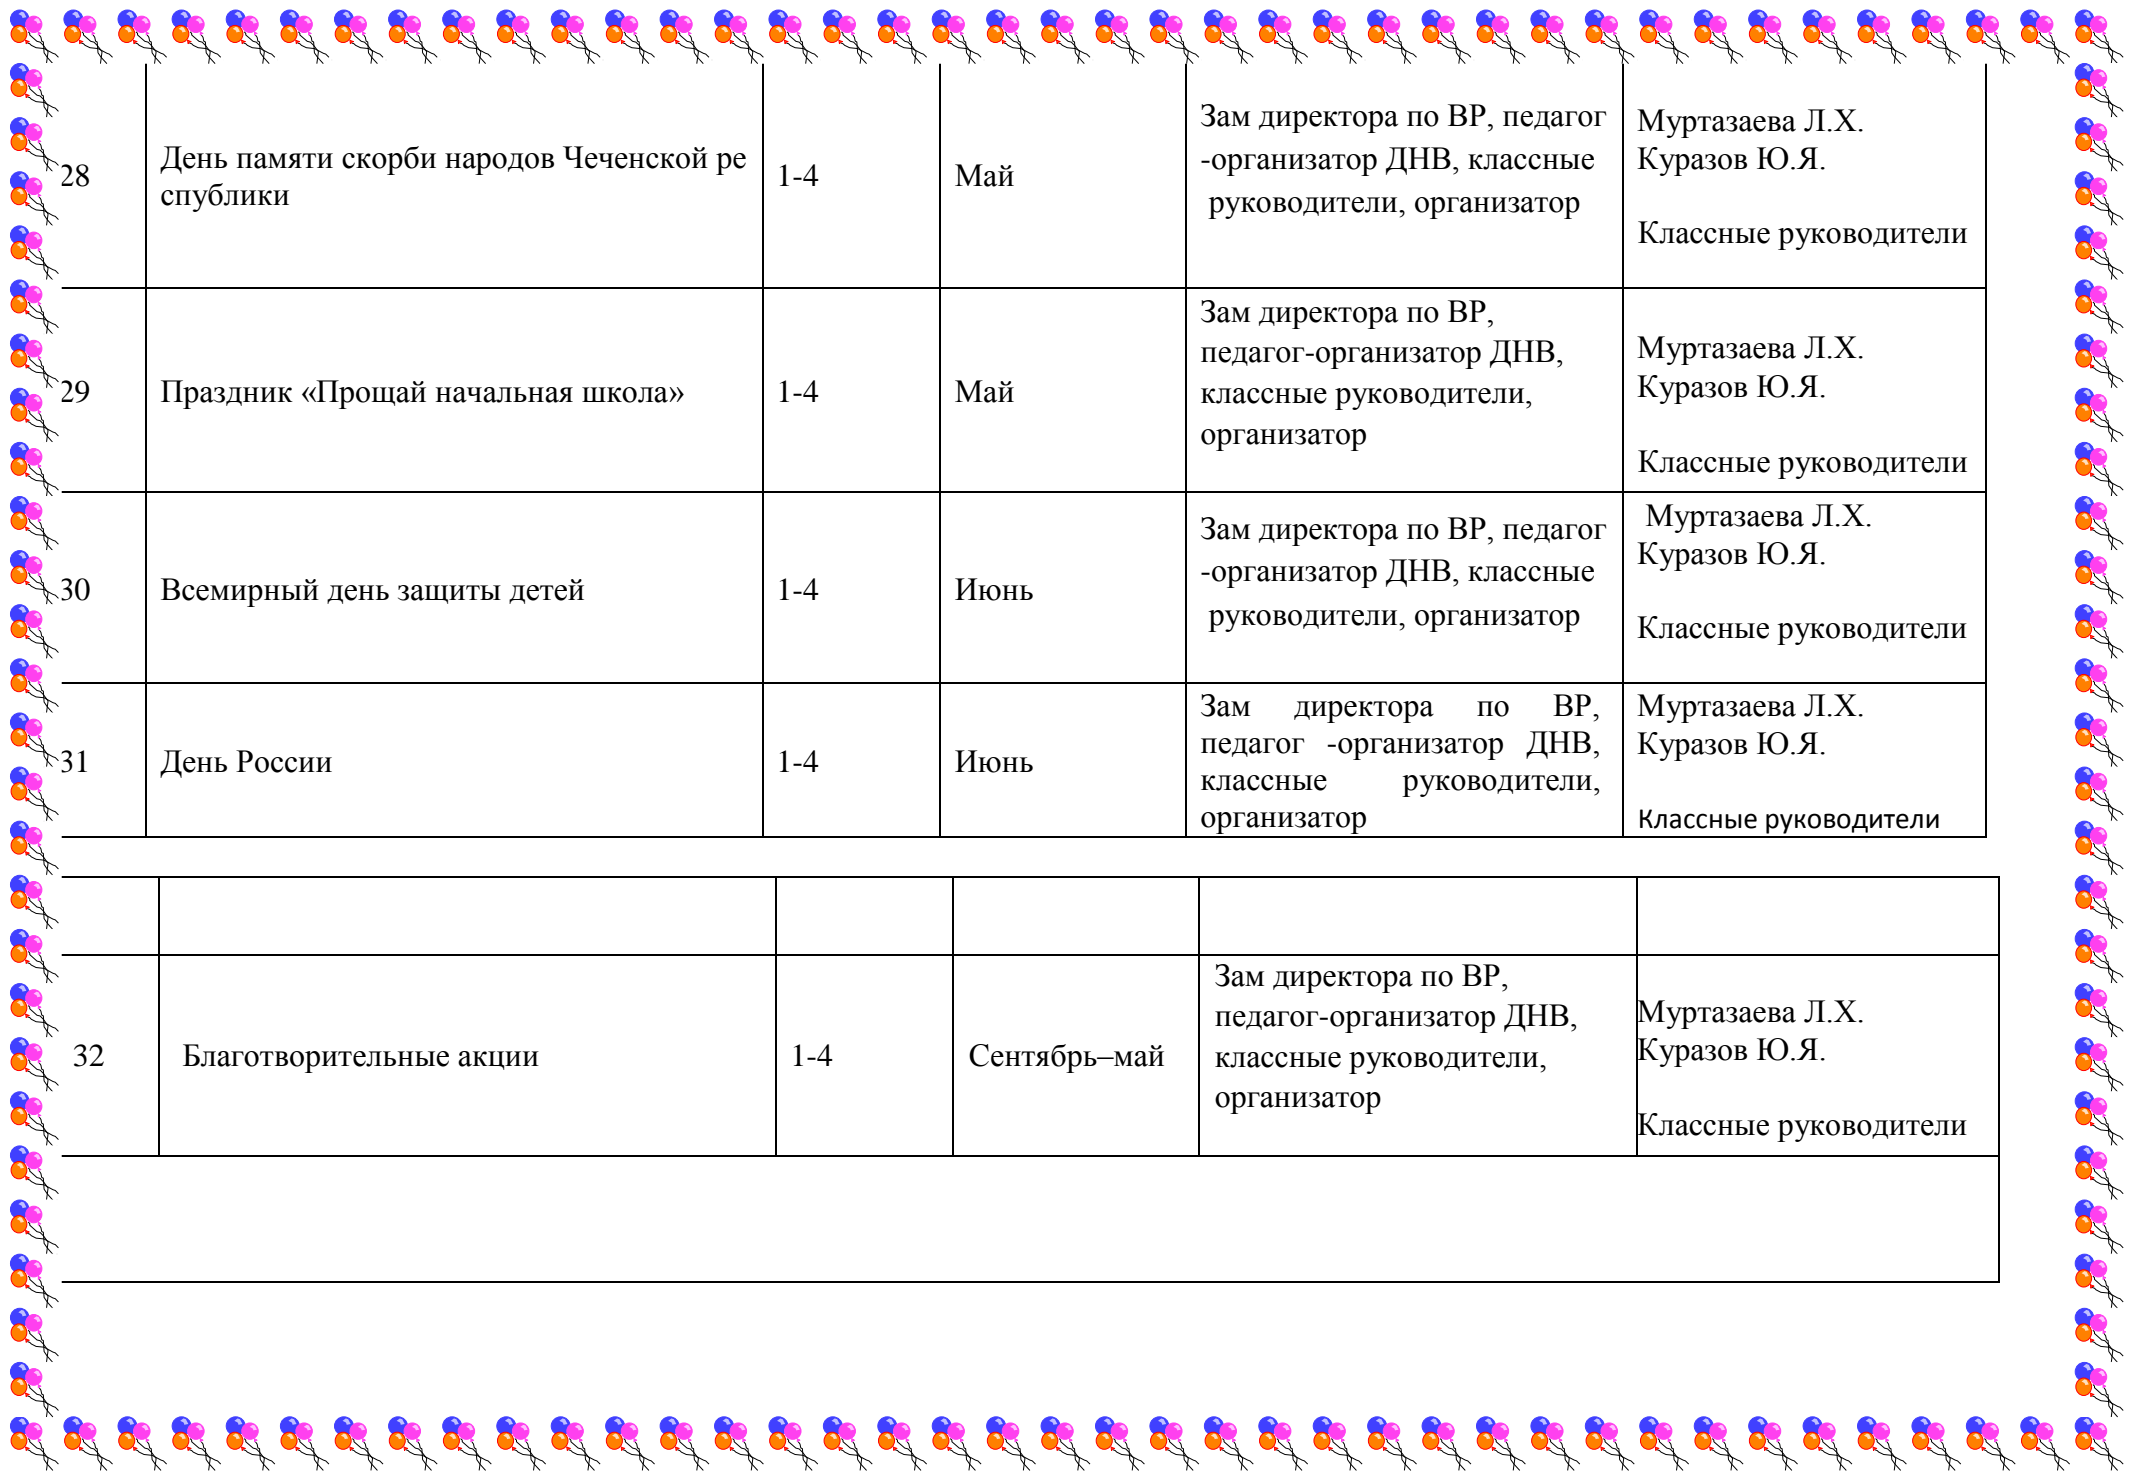 28
День памяти скорби народов Чеченской ре
спублики
1-4
Май
Зам директора по ВР, педагог
-организатор ДНВ, классные
руководители, организатор
Муртазаева Л.Х.
Куразов Ю.Я.
Классные руководители
29
Праздник «Прощай начальная школа»
1-4
Май
Зам директора по ВР,
педагог-организатор ДНВ,
классные руководители,
организатор
Муртазаева Л.Х.
Куразов Ю.Я.
Классные руководители
30
Всемирный день защиты детей
1-4
Июнь
Зам директора по ВР, педагог
-организатор ДНВ, классные
руководители, организатор
Муртазаева Л.Х.
Куразов Ю.Я.
Классные руководители
31
День России
1-4
Июнь
Зам директора по ВР,
педагог -организатор ДНВ,
классные руководители,
организатор
Муртазаева Л.Х.
Куразов Ю.Я.
Классные руководители
32
Благотворительные акции
1-4
Сентябрь–май
Зам директора по ВР,
педагог-организатор ДНВ,
классные руководители,
организатор
Муртазаева Л.Х.
Куразов Ю.Я.
Классные руководители